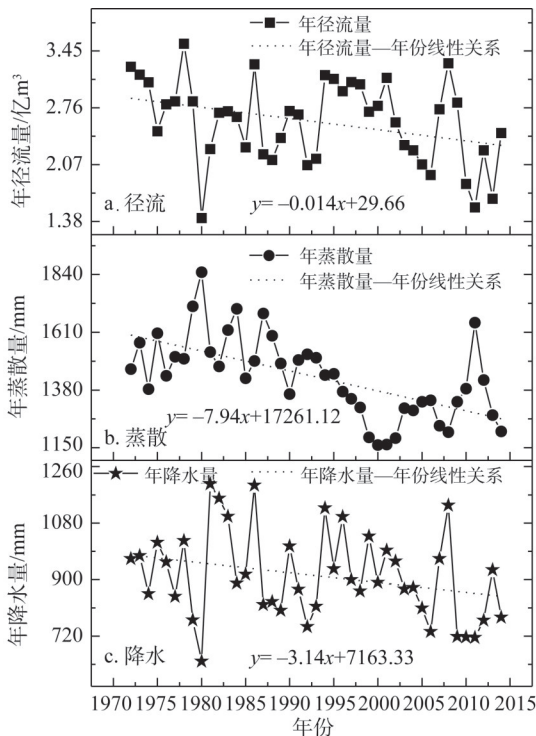 年径流量
年径流量—年份线性关系
3.45
2.76
2.07
1.38
年径流量/亿m³
a.径流
y= –0.014x+29.66
年蒸散量
年蒸散量—年份线性关系
1840
1610
1380
1150
年蒸散量/mm
y= –7.94x+17261.12
b.蒸散
1260
1080
900
720
年降水量/mm
年降水量
年降水量—年份线性关系
y= –3.14x+7163.33
c.降水
1970 1975 1980 1985 1990 1995 2000 2005 2010 2015
年份